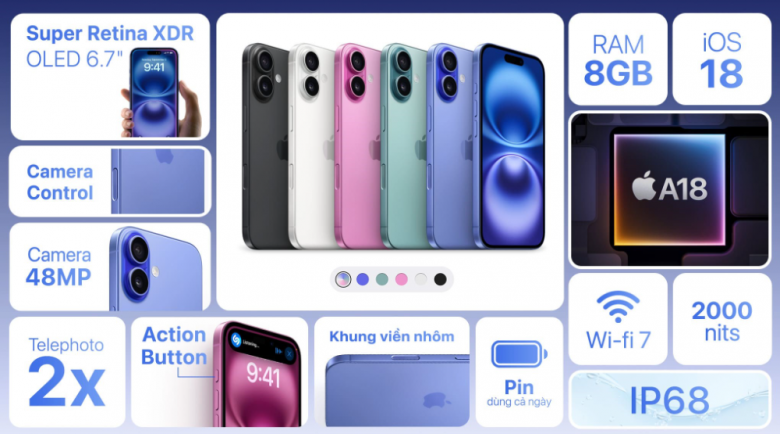 Super Retina XDR
OLED 6.7"
9:41
RAM
8GB
iOS
18
Camera
Control
A18
Camera
48MP
Wi-fi 7
2000
nits
Telephoto
2x
Action
Button
Listening...
9:41
Khung viền nhôm
Pin
dùng cả ngày
IP68